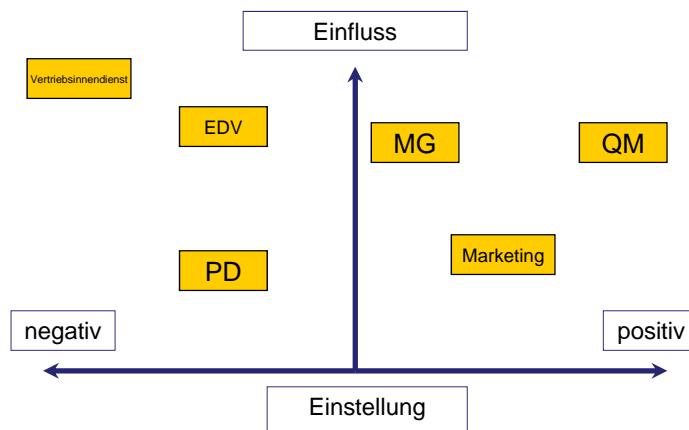 Einfluss
Vertriebsinnendienst
EDV
MG
QM
Marketing
PD
negativ
positiv
Einstellung